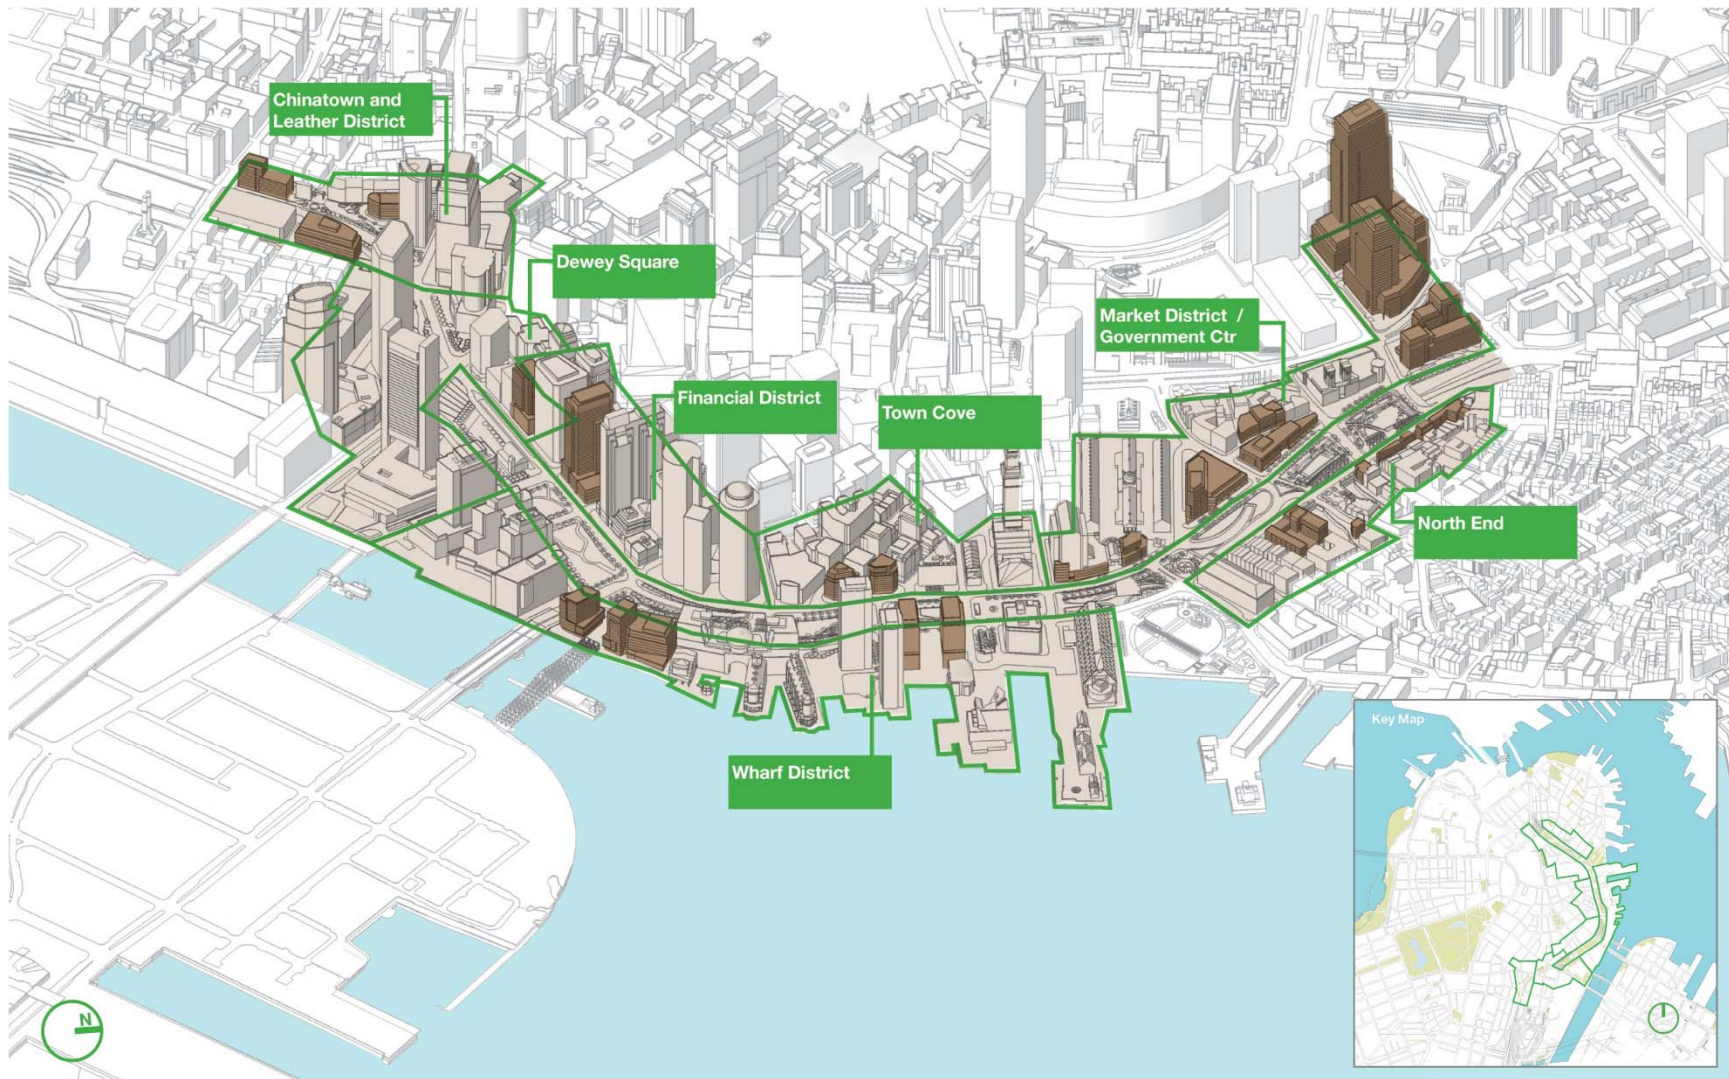 Chinatown and
Leather District
Dewey Square
Financial District
Town Cove
Market District /
Government Ctr
North End
Wharf District
Key Map
N